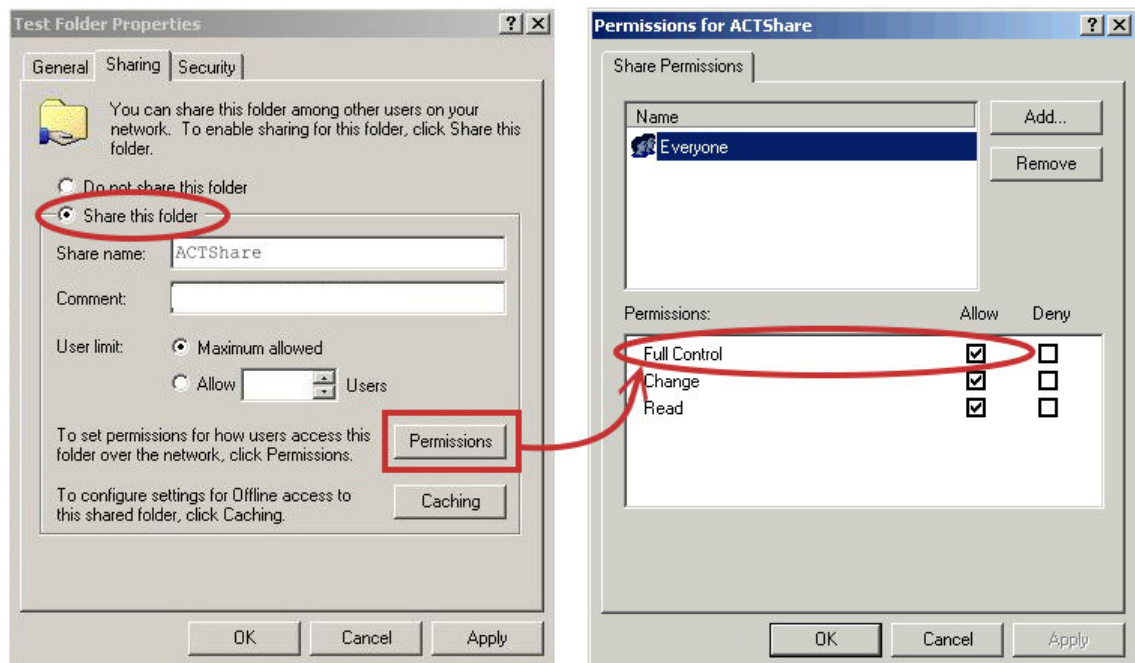 Test Folder Properties
General Sharing Security
You can share this folder among other users on your
network. To enable sharing for this folder, click Share this
folder.
Do not share this folder
Share this folder
Share name: ACTShare
Comment:
User limit: Maximum allowed
Allow Users
To set permissions for how users access this
folder over the network, click Permissions.
Permissions
To configure settings for Offline access to
this shared folder, click Caching.
Caching
OK Cancel Apply
Permissions for ACTShare
Share Permissions
Name
Everyone
Add...
Remove
Permissions: Allow Deny
Full Control
Change
Read
OK Cancel Apply